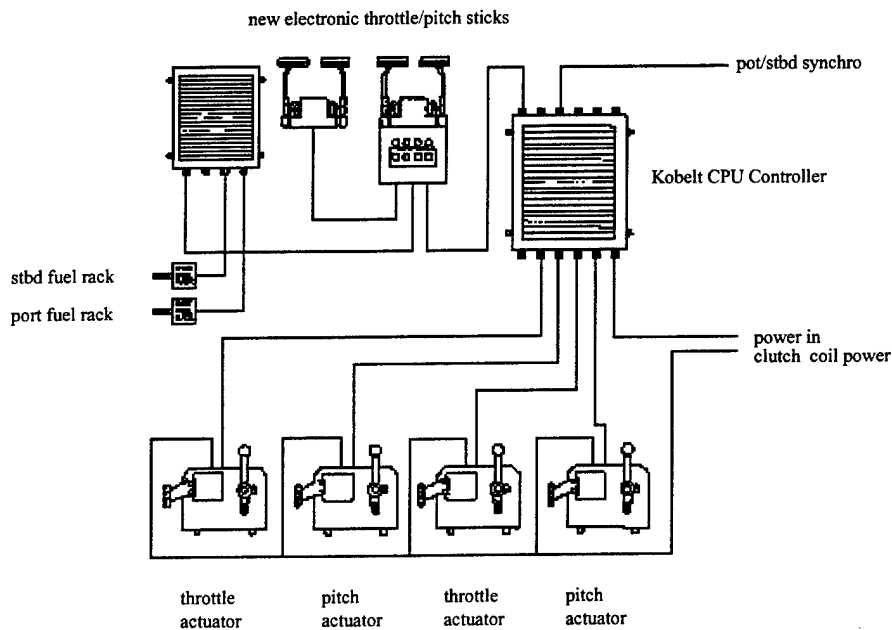 new electronic throttle/pitch sticks
pot/stbd synchro
Kobelt CPU Controller
stbd fuel rack
port fuel rack
power in
clutch coil power
throttle
actuator
pitch
actuator
throttle
actuator
pitch
actuator